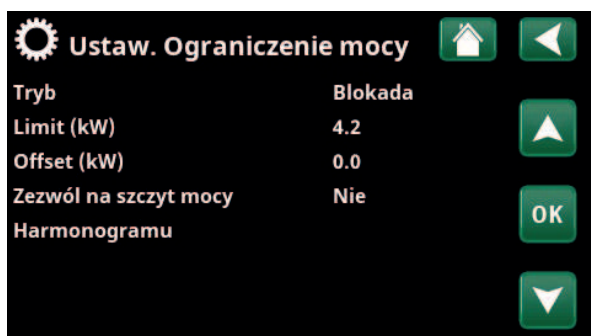 Ustaw. Ograniczenie mocy
Tryb Blokada
Limit (kW) 4.2
Offset (kW) 0.0
Zezwól na szczyt mocy Nie
Harmonogramu
OK